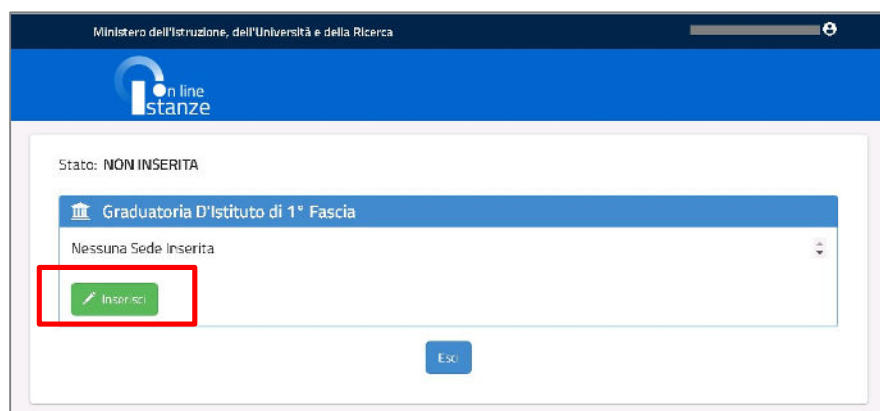 Ministero dell'Istruzione, dell'Università e della Ricerca
On line
Istanze
Stato: NON INSERITA
Graduatoria D'Istituto di 1° Fascia
Nessuna Sede Inserita
Inserisci
Esci